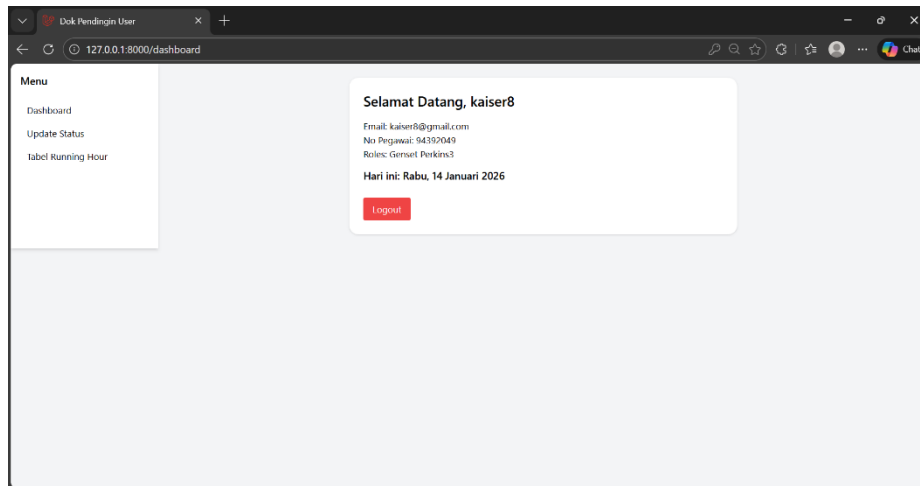 Dok Pendingin User
127.0.0.1:8000/dashboard
Chat
Menu
Dashboard
Update Status
Tabel Running Hour
Selamat Datang, kaiser8
Email: kaiser8@gmail.com
No Pegawai: 94392049
Roles: Genset Perkins3
Hari ini: Rabu, 14 Januari 2026
Logout